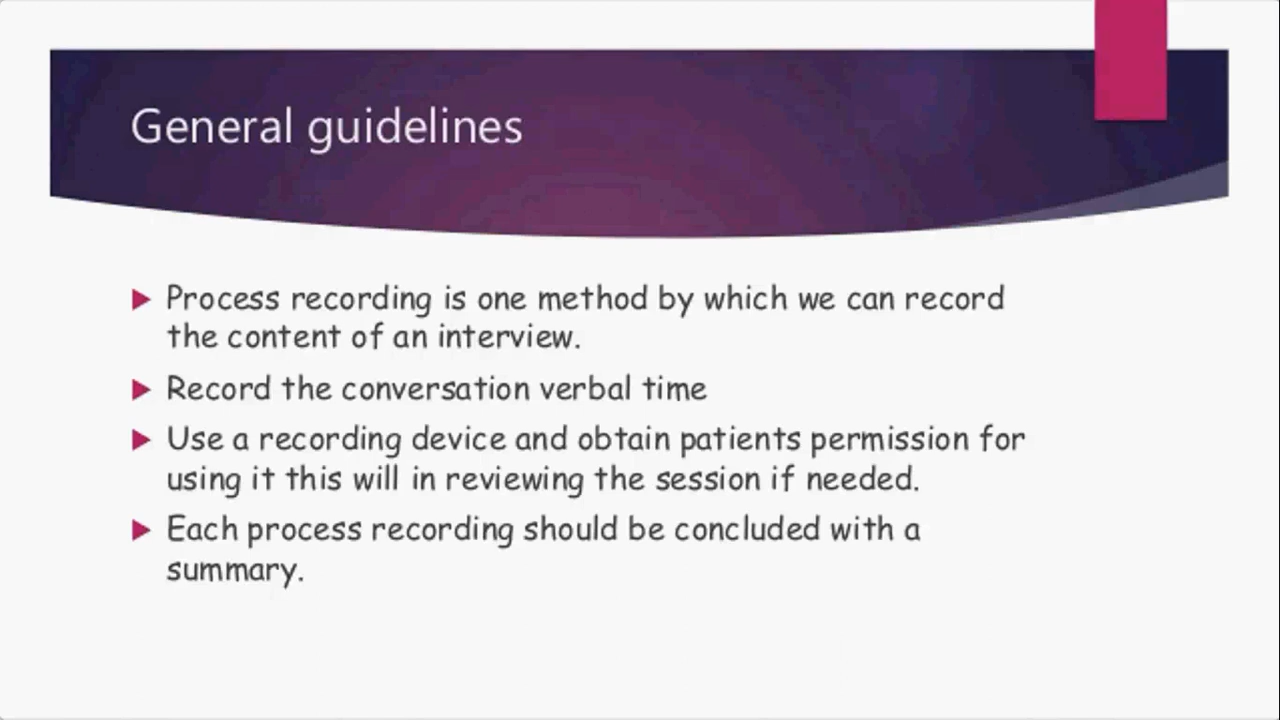 General guidelines
Process recording is one method by which we can record
the content of an interview.
Record the conversation verbal time
Use a recording device and obtain patients permission for
using it this will in reviewing the session if needed.
Each process recording should be concluded with a
summary.